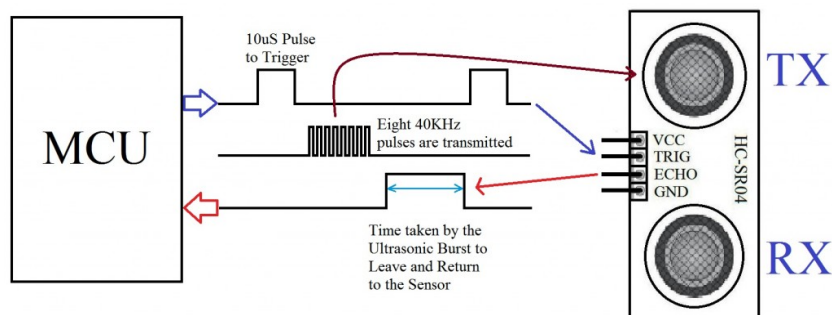 10uS Pulse
to Trigger
TX
MCU
Eight 40KHz
pulses are transmitted
VCC
TRIG
ECHO
GND
HC-SR04
Time taken by the
Ultrasonic Burst to
Leave and Return
to the Sensor
RX